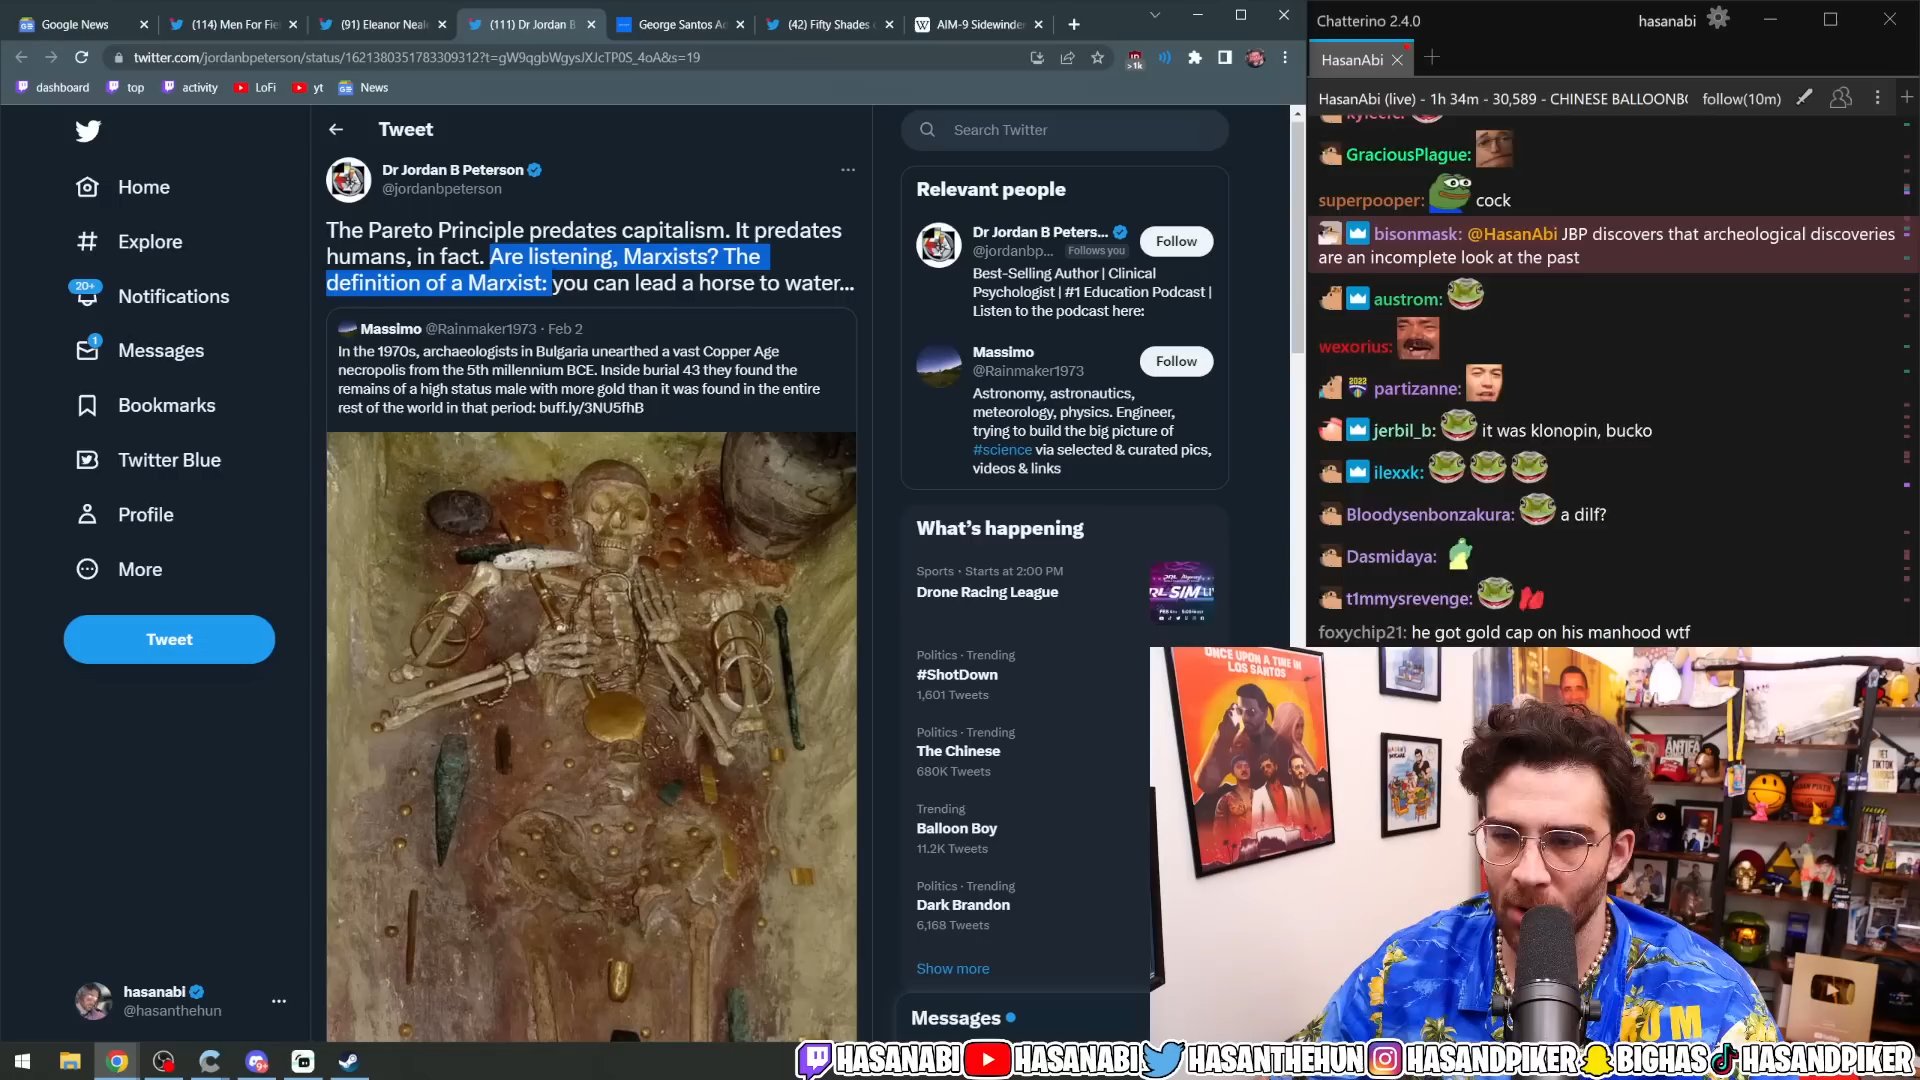 Google News
(114) Men For Fie
(91) Eleanor Neale
(111) Dr Jordan B
George Santos Ad
(42) Fifty Shades o
AIM-9 Sidewinder
twitter.com/jordanbpeterson/status/1621380351783309312?t=gW9qgbWgysJXJcTP0S_4oA&s=19
>1k
dashboard
top
activity
LoFi
yt
News
Home
Explore
20+
Notifications
1
Messages
Bookmarks
Twitter Blue
Profile
More
Tweet
hasanabi
@hasanthehun
Tweet
Dr Jordan B Peterson
@jordanbpeterson
The Pareto Principle predates capitalism. It predates
humans, in fact. Are listening, Marxists? The
definition of a Marxist: you can lead a horse to water...
Massimo @Rainmaker1973 · Feb 2
In the 1970s, archaeologists in Bulgaria unearthed a vast Copper Age
necropolis from the 5th millennium BCE. Inside burial 43 they found the
remains of a high status male with more gold than it was found in the entire
rest of the world in that period: buff.ly/3NU5fhB
Search Twitter
Relevant people
Dr Jordan B Peters...
@jordanbp... Follows you
Follow
Best-Selling Author | Clinical
Psychologist | #1 Education Podcast |
Listen to the podcast here:
Massimo
@Rainmaker1973
Follow
Astronomy, astronautics,
meteorology, physics. Engineer,
trying to build the big picture of
#science via selected & curated pics,
videos & links
What's happening
Sports · Starts at 2:00 PM
Drone Racing League
Politics · Trending
#ShotDown
1,601 Tweets
Politics · Trending
The Chinese
680K Tweets
Trending
Balloon Boy
11.2K Tweets
Politics · Trending
Dark Brandon
6,168 Tweets
Show more
Messages
Chatterino 2.4.0
hasanabi
HasanAbi
HasanAbi (live) - 1h 34m - 30,589 - CHINESE BALLOONBO
follow(10m)
GraciousPlague:
superpooper: cock
bisonmask: @HasanAbi JBP discovers that archeological discoveries
are an incomplete look at the past
austrom:
wexorius:
partizanne:
jerbil_b: it was klonopin, bucko
ilexxk:
Bloodysenbonzakura: a dilf?
Dasmidaya:
t1mmysrevenge:
foxychip21: he got gold cap on his manhood wtf
ONCE UPON A TIME IN
LOS SANTOS
HASANABI
HASANABI
HASANTHEHUN
HASANDPIKER
BIGHAS
HASANDPIKER